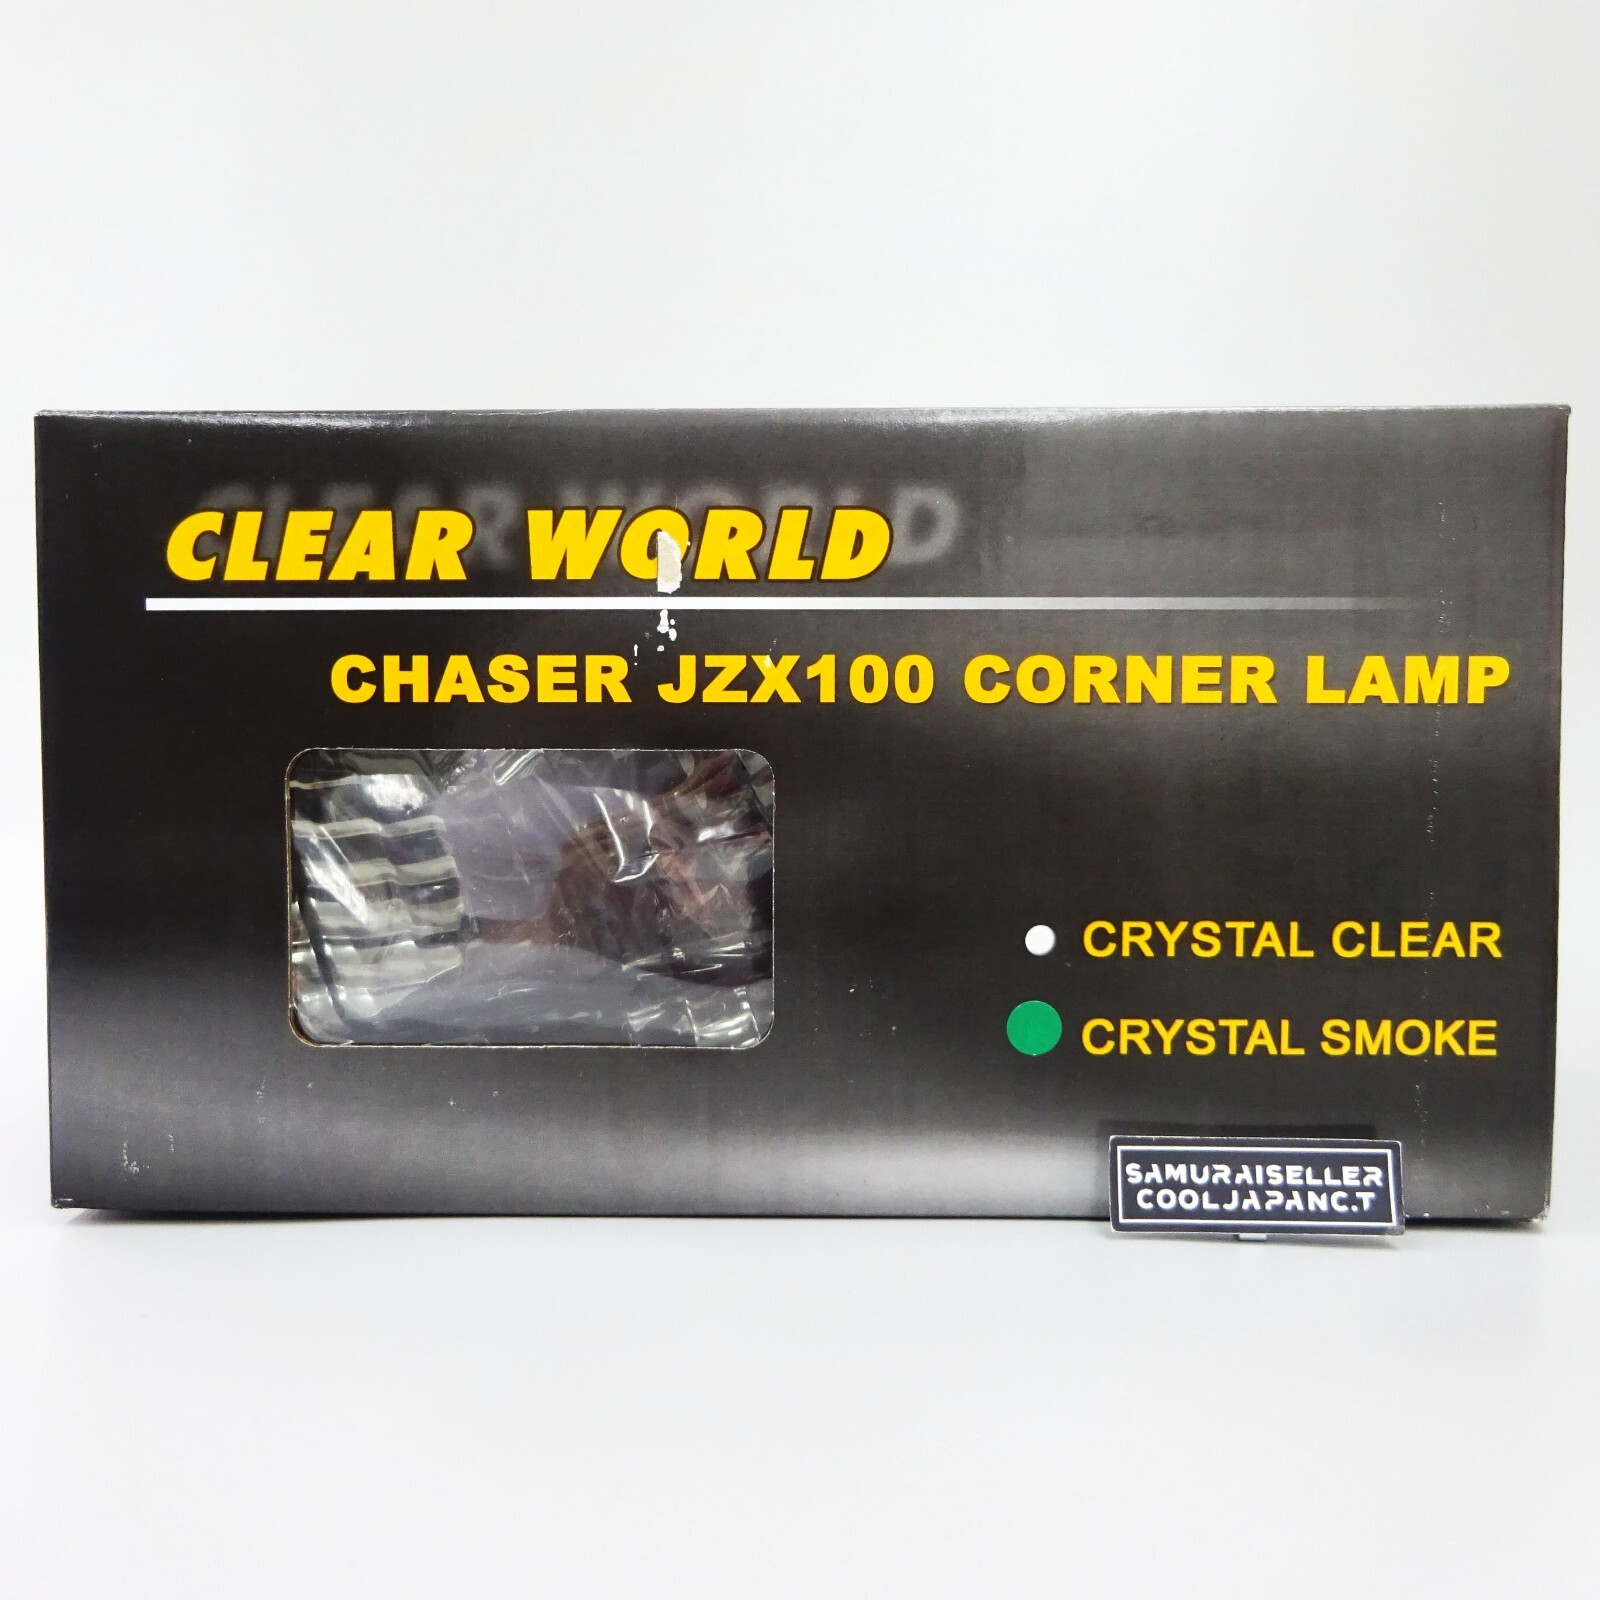 CLEAR WORLD
CHASER JZX100 CORNER LAMP
CRYSTAL CLEAR
CRYSTAL SMOKE
SAMURAISELLER
COOLJAPANC.T